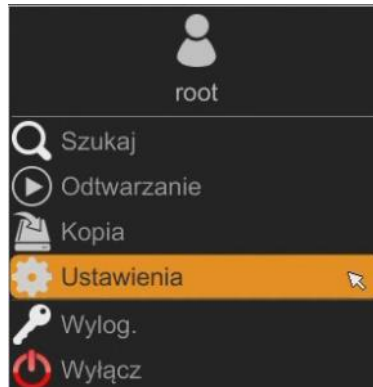 root
Szukaj
Odtwarzanie
Kopia
Ustawienia
Wylog.
Wyłącz